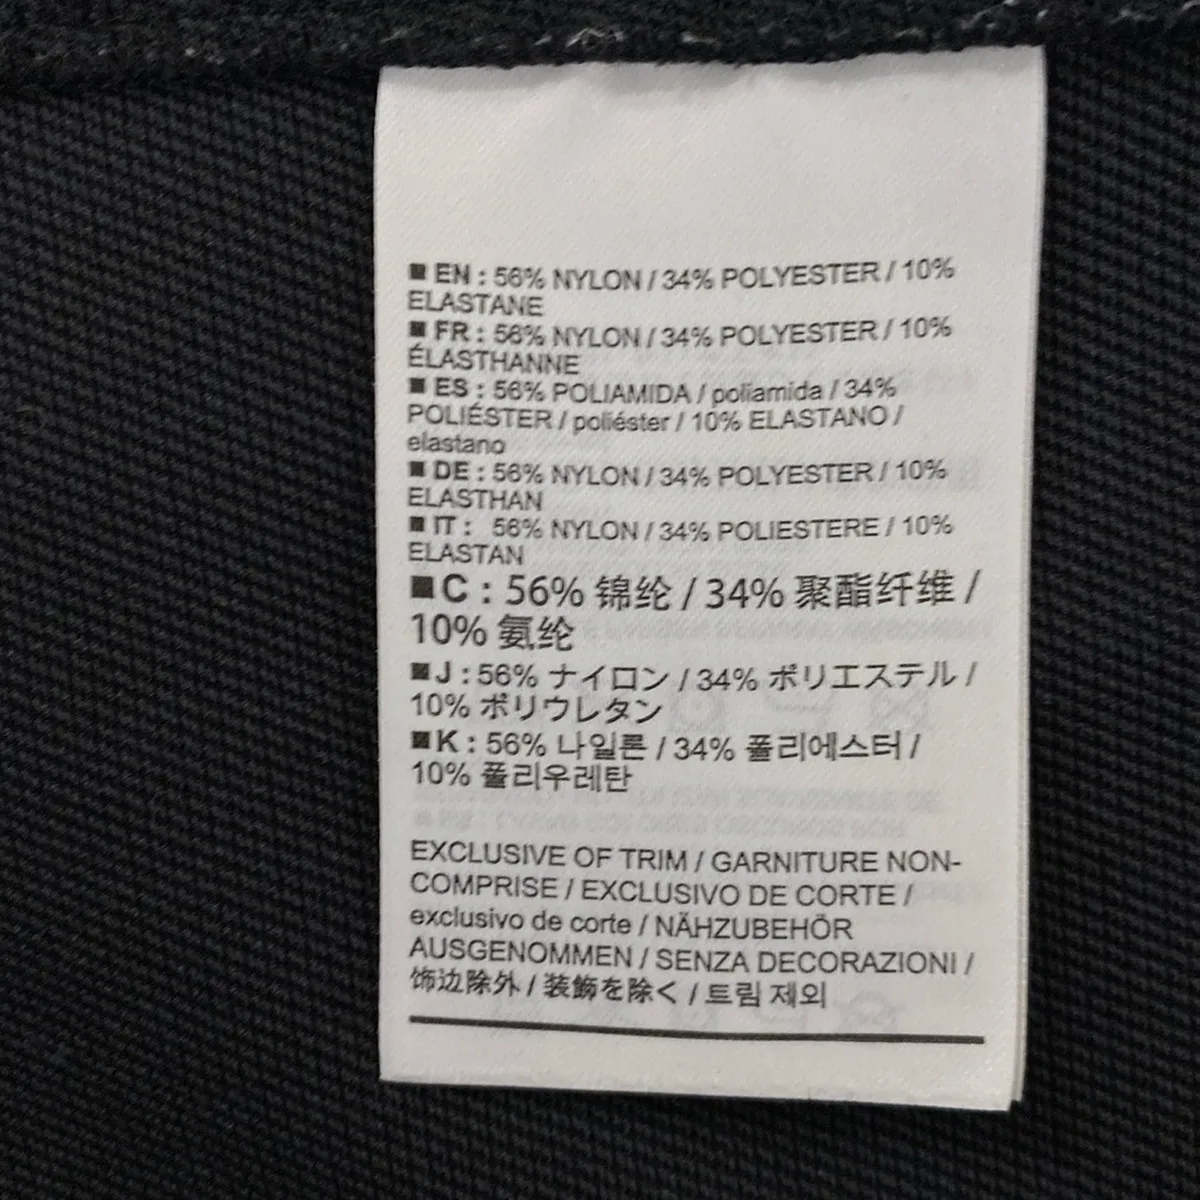 ■ EN : 56% NYLON / 34% POLYESTER / 10%
ELASTANE
■ FR : 56% NYLON / 34% POLYESTER / 10%
ÉLASTHANNE
■ ES : 56% POLIAMIDA / poliamida / 34%
POLIÉSTER / poliéster / 10% ELASTANO /
elastano
■ DE : 56% NYLON / 34% POLYESTER / 10%
ELASTHAN
■ IT : 56% NYLON / 34% POLIESTERE / 10%
ELASTAN
■ C : 56% 锦纶 / 34% 聚酯纤维 /
10% 氨纶
■ J : 56% ナイロン / 34% ポリエステル /
10% ポリウレタン
■ K : 56% 나일론 / 34% 폴리에스터 /
10% 폴리우레탄
EXCLUSIVE OF TRIM / GARNITURE NON-
COMPRISE / EXCLUSIVO DE CORTE /
exclusivo de corte / NÄHZUBEHÖR
AUSGENOMMEN / SENZA DECORAZIONI /
饰边除外 / 装飾を除く / 트림 제외